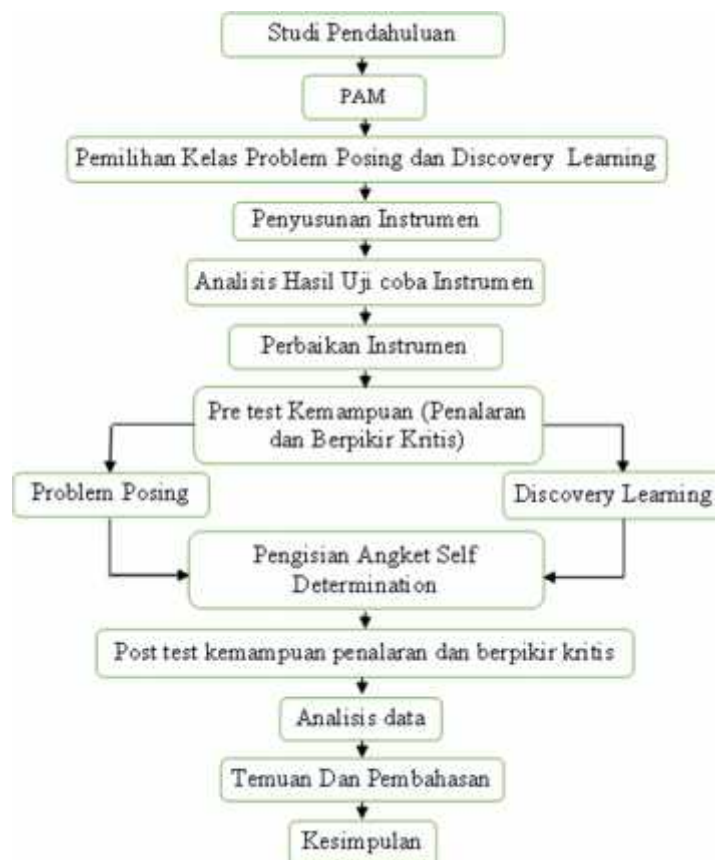 Studi Pendahuluan
PAM
Pemilihan Kelas Problem Posing dan Discovery Learning
Penyusunan Instrumen
Analisis Hasil Uji coba Instrumen
Perbaikan Instrumen
Pre test Kemampuan (Penalaran
dan Berpikir Kritis)
Problem Posing
Discovery Learning
Pengisian Angket Self
Determination
Post test kemampuan penalaran dan berpikir kritis
Analisis data
Temuan Dan Pembahasan
Kesimpulan